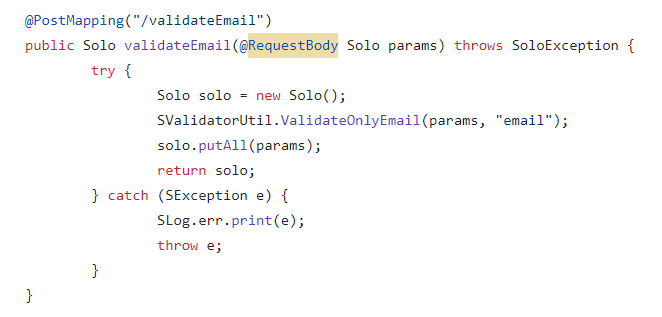 @PostMapping("/validateEmail")
public Solo validateEmail(@RequestBody Solo params) throws SoloException {
        try {
                Solo solo = new Solo();
                SValidatorUtil.ValidateOnlyEmail(params, "email");
                solo.putAll(params);
                return solo;
        } catch (SException e) {
                SLog.err.print(e);
                throw e;
        }
}